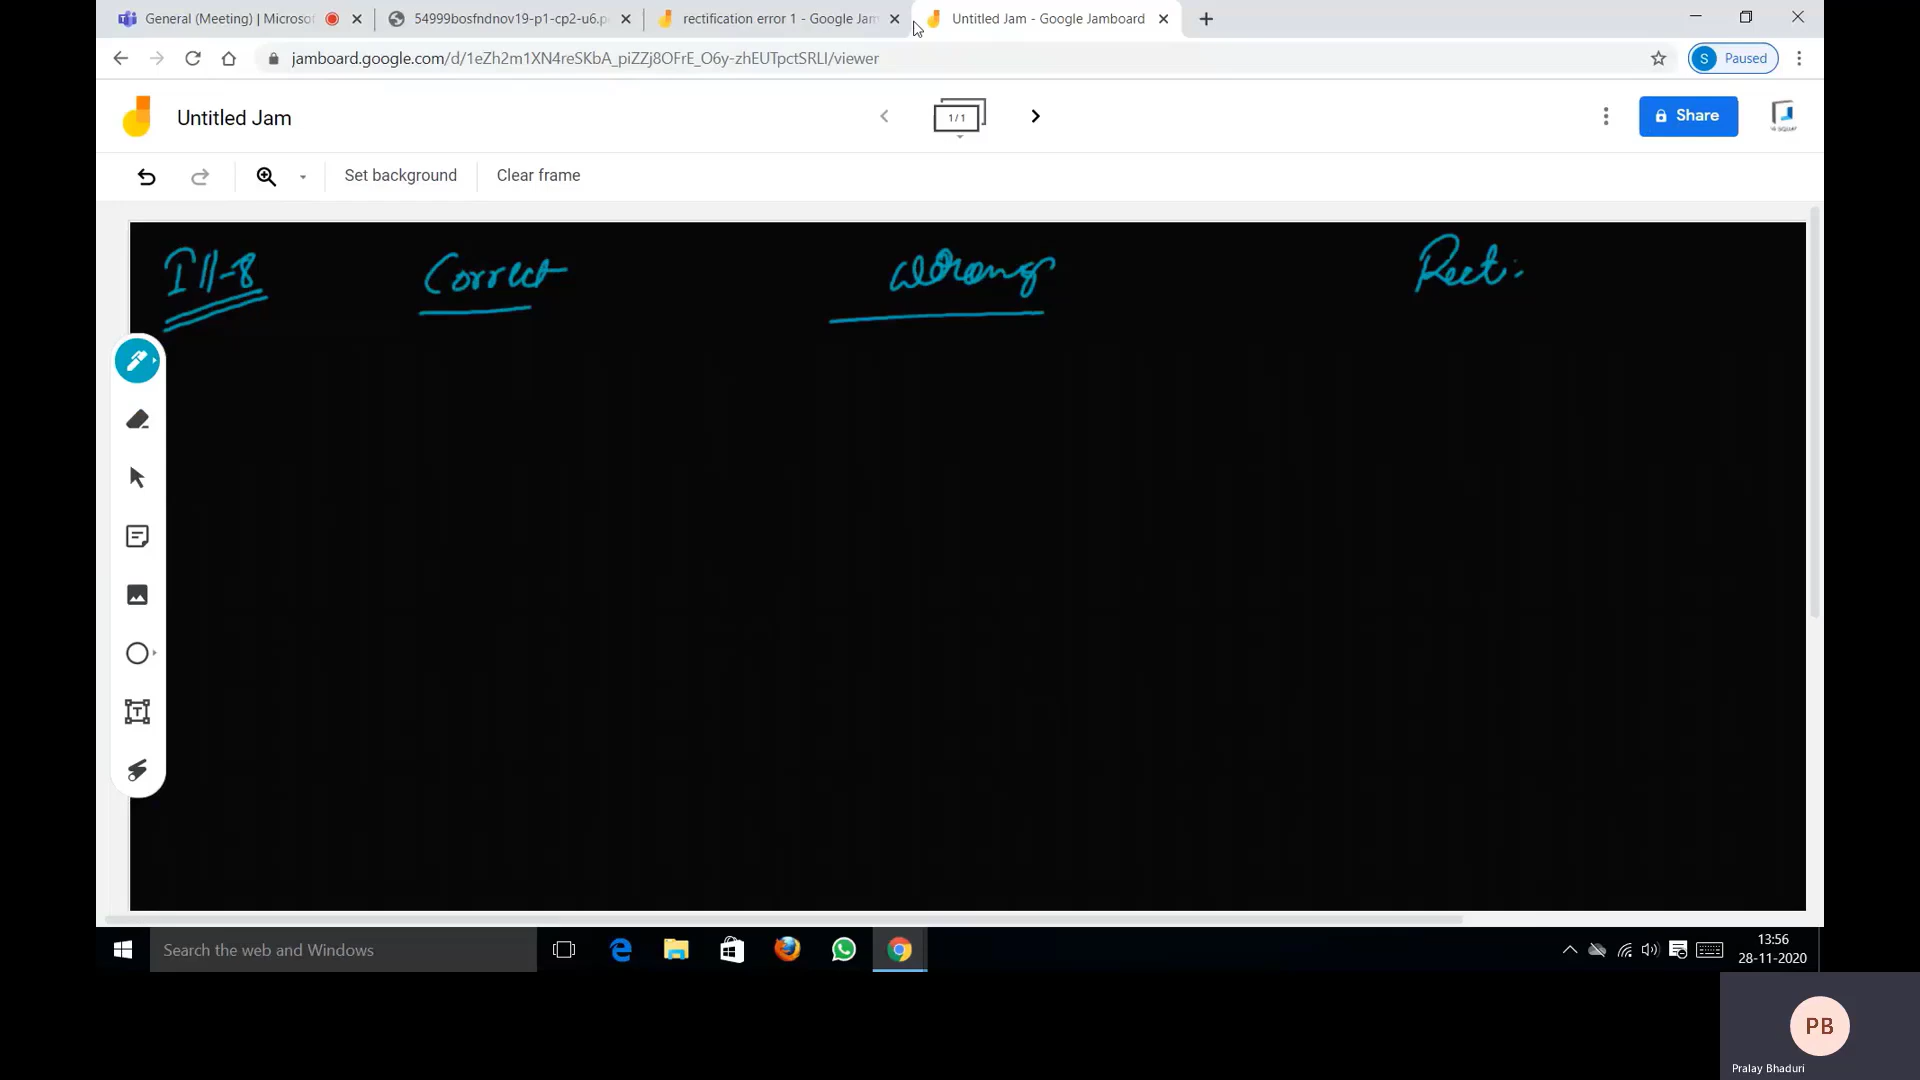 General (Meeting) | Microso
54999bosfndnov19-p1-cp2-u6.p
rectification error 1 - Google Jam
Untitled Jam - Google Jamboard
jamboard.google.com/d/1eZh2m1XN4reSKbA_piZZj8OFrE_O6y-zhEUTpctSRLI/viewer
S Paused
Untitled Jam
1/1
Share
Set background
Clear frame
Ill-8 Correct Wrong Rect:
Search the web and Windows
13:56
28-11-2020
PB
Pralay Bhaduri